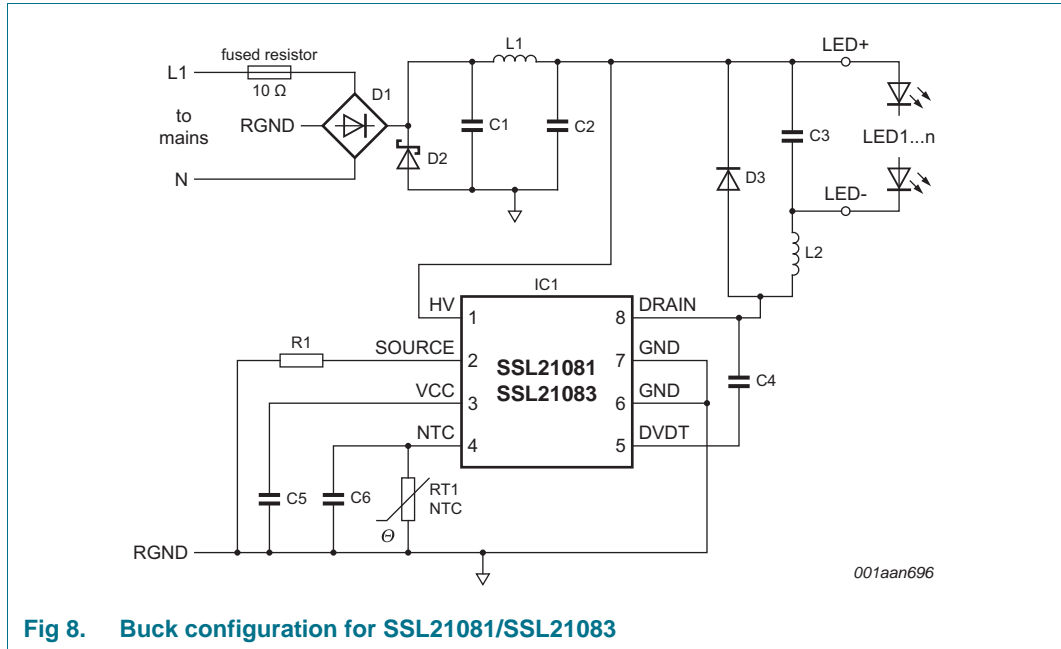 L1
fused resistor
10 Ω
to
mains
RGND
N
D1
D2
C1
L1
C2
D3
C3
L2
LED+
LED1...n
LED-
IC1
HV
1
SOURCE
2
VCC
3
NTC
4
SSL21081
SSL21083
DRAIN
8
GND
7
GND
6
DVDT
5
R1
C4
C5
C6
RT1
NTC
Θ
RGND
001aan696
Fig 8. Buck configuration for SSL21081/SSL21083